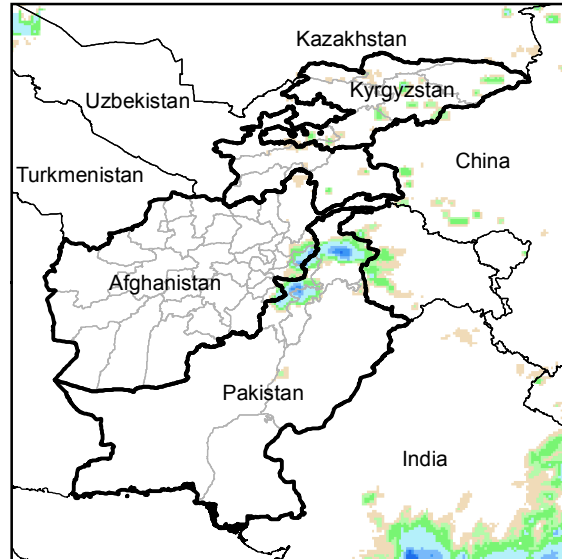 Kazakhstan
Kyrgyzstan
Uzbekistan
China
Turkmenistan
Afghanistan
Pakistan
India